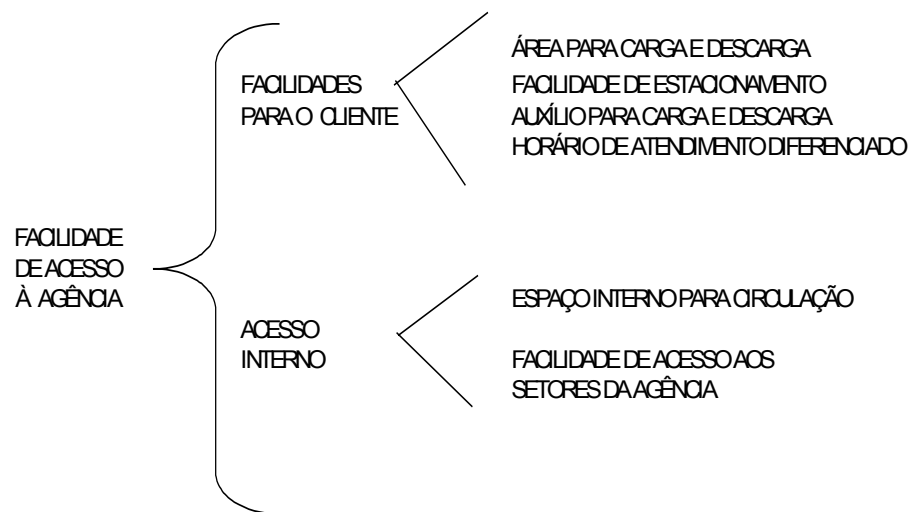 FACILIDADE
DE ACESSO
À AGÊNCIA
FACILIDADES
PARA O CLIENTE
ÁREA PARA CARGA E DESCARGA
FACILIDADE DE ESTACIONAMENTO
AUXÍLIO PARA CARGA E DESCARGA
HORÁRIO DE ATENDIMENTO DIFERENCIADO
ACESSO
INTERNO
ESPAÇO INTERNO PARA CIRCULAÇÃO
FACILIDADE DE ACESSO AOS
SETORES DA AGÊNCIA